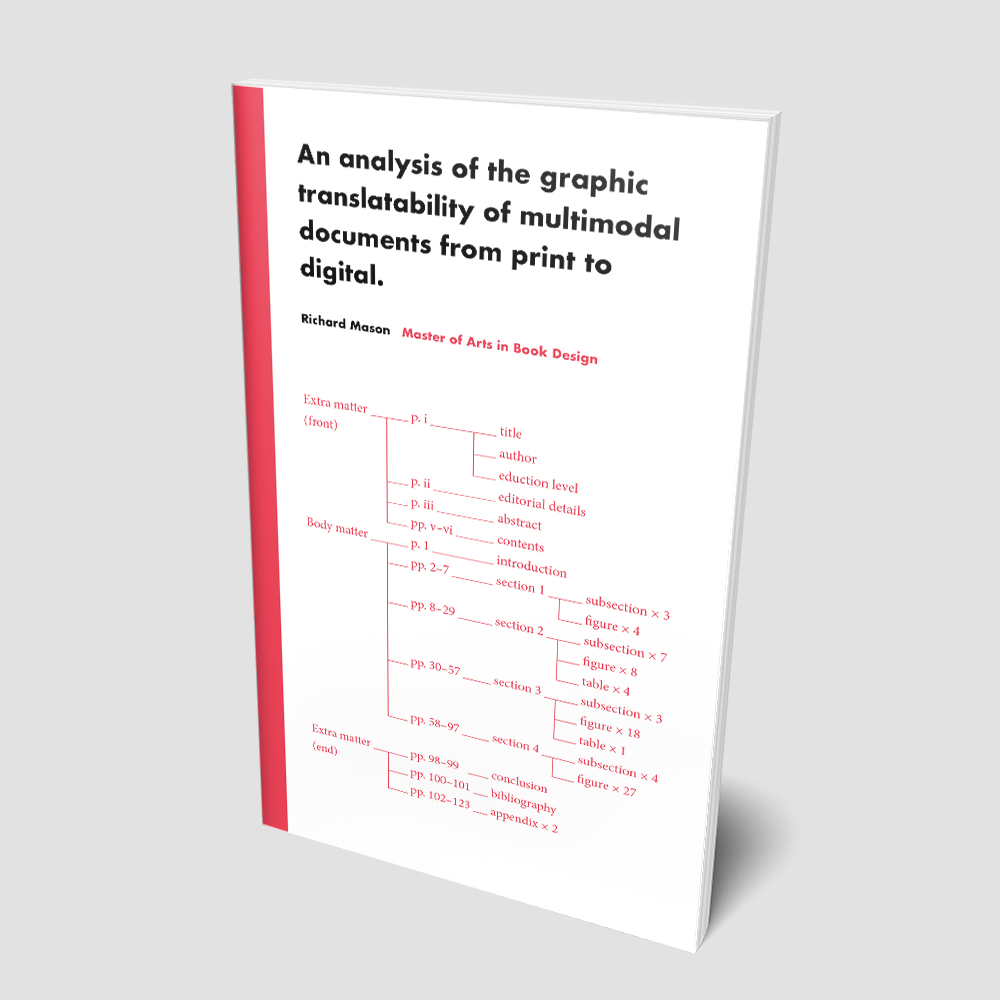 An analysis of the graphic
translatability of multimodal
documents from print to
digital.
Richard Mason Master of Arts in Book Design
Extra matter
(front)
p. i
title
author
eduction level
p. ii
editorial details
p. iii
abstract
pp. v–vi
contents
Body matter
p. 1
introduction
pp. 2–7
section 1
subsection × 3
figure × 4
pp. 8–29
section 2
subsection × 7
figure × 8
table × 4
pp. 30–57
section 3
subsection × 3
figure × 18
table × 1
pp. 58–97
section 4
subsection × 4
figure × 27
Extra matter
(end)
pp. 98–99
conclusion
pp. 100–101
bibliography
pp. 102–123
appendix × 2